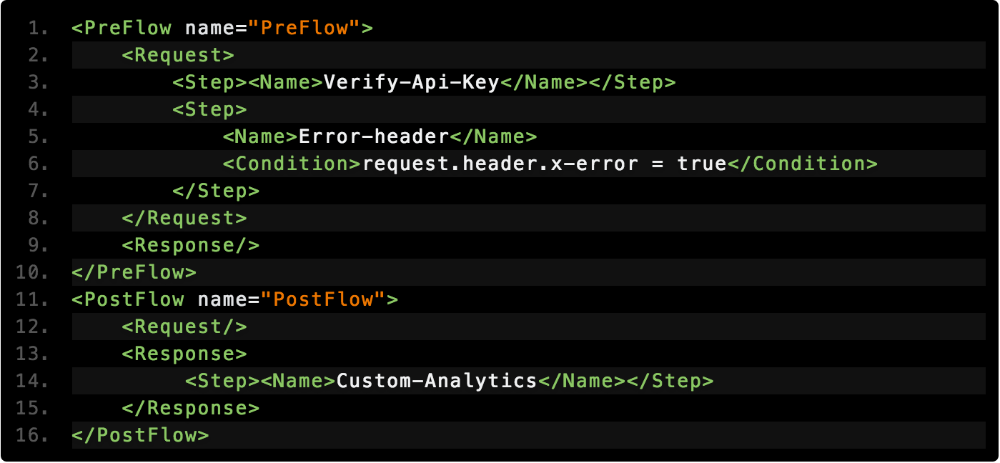 1. <PreFlow name="PreFlow">
2.     <Request>
3.         <Step><Name>Verify-Api-Key</Name></Step>
4.         <Step>
5.             <Name>Error-header</Name>
6.             <Condition>request.header.x-error = true</Condition>
7.         </Step>
8.     </Request>
9.     <Response/>
10. </PreFlow>
11. <PostFlow name="PostFlow">
12.     <Request/>
13.     <Response>
14.          <Step><Name>Custom-Analytics</Name></Step>
15.     </Response>
16. </PostFlow>